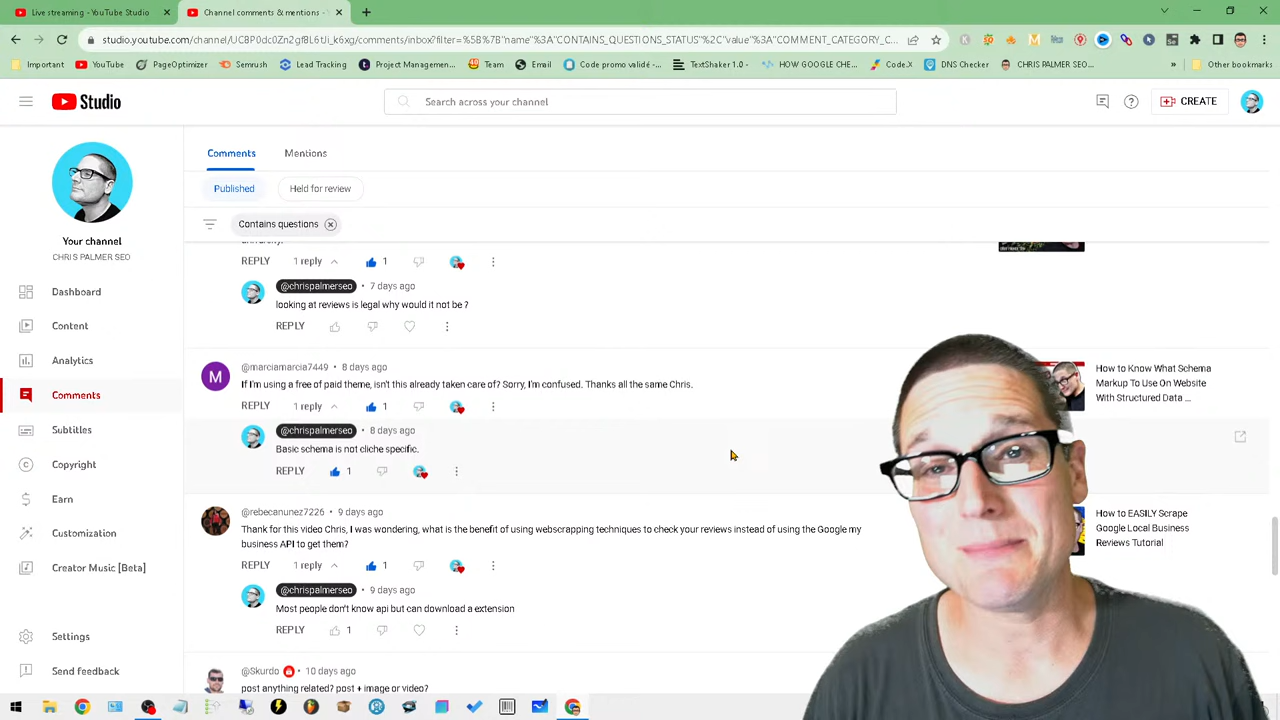 Live streaming - YouTube Studio
Channel comments & mentions -
studio.youtube.com/channel/UC8P0dc0Zn2gf8L6tJi_k6xg/comments/inbox?filter=%5B%7B"name"%3A"CONTAINS_QUESTIONS_STATUS"%2C"value"%3A"COMMENT_CATEGORY_C...
Important
YouTube
PageOptimizer
Semrush
Lead Tracking
Project Managemen...
Team
Email
Code promo validé -...
TextShaker 1.0 -
HOW GOOGLE CHE...
Code.X
DNS Checker
CHRIS PALMER SEO...
»
Other bookmarks
Studio
Search across your channel
CREATE
Your channel
CHRIS PALMER SEO
Dashboard
Content
Analytics
Comments
Subtitles
Copyright
Earn
Customization
Creator Music [Beta]
Settings
Send feedback
Comments
Mentions
Published
Held for review
Contains questions
REPLY 1 reply 1
@chrispalmerseo • 7 days ago
looking at reviews is legal why would it not be ?
REPLY
M
@marciamarcia7449 • 8 days ago
If I'm using a free of paid theme, isn't this already taken care of? Sorry, I'm confused. Thanks all the same Chris.
REPLY 1 reply 1
How to Know What Schema
Markup To Use On Website
With Structured Data ...
@chrispalmerseo • 8 days ago
Basic schema is not cliche specific.
REPLY 1
@rebecanunez7226 • 9 days ago
Thank for this video Chris, I was wondering, what is the benefit of using webscrapping techniques to check your reviews instead of using the Google my
business API to get them?
REPLY 1 reply 1
How to EASILY Scrape
Google Local Business
Reviews Tutorial
@chrispalmerseo • 9 days ago
Most people don't know api but can download a extension
REPLY 1
@Skurdo • 10 days ago
post anything related? post + image or video?